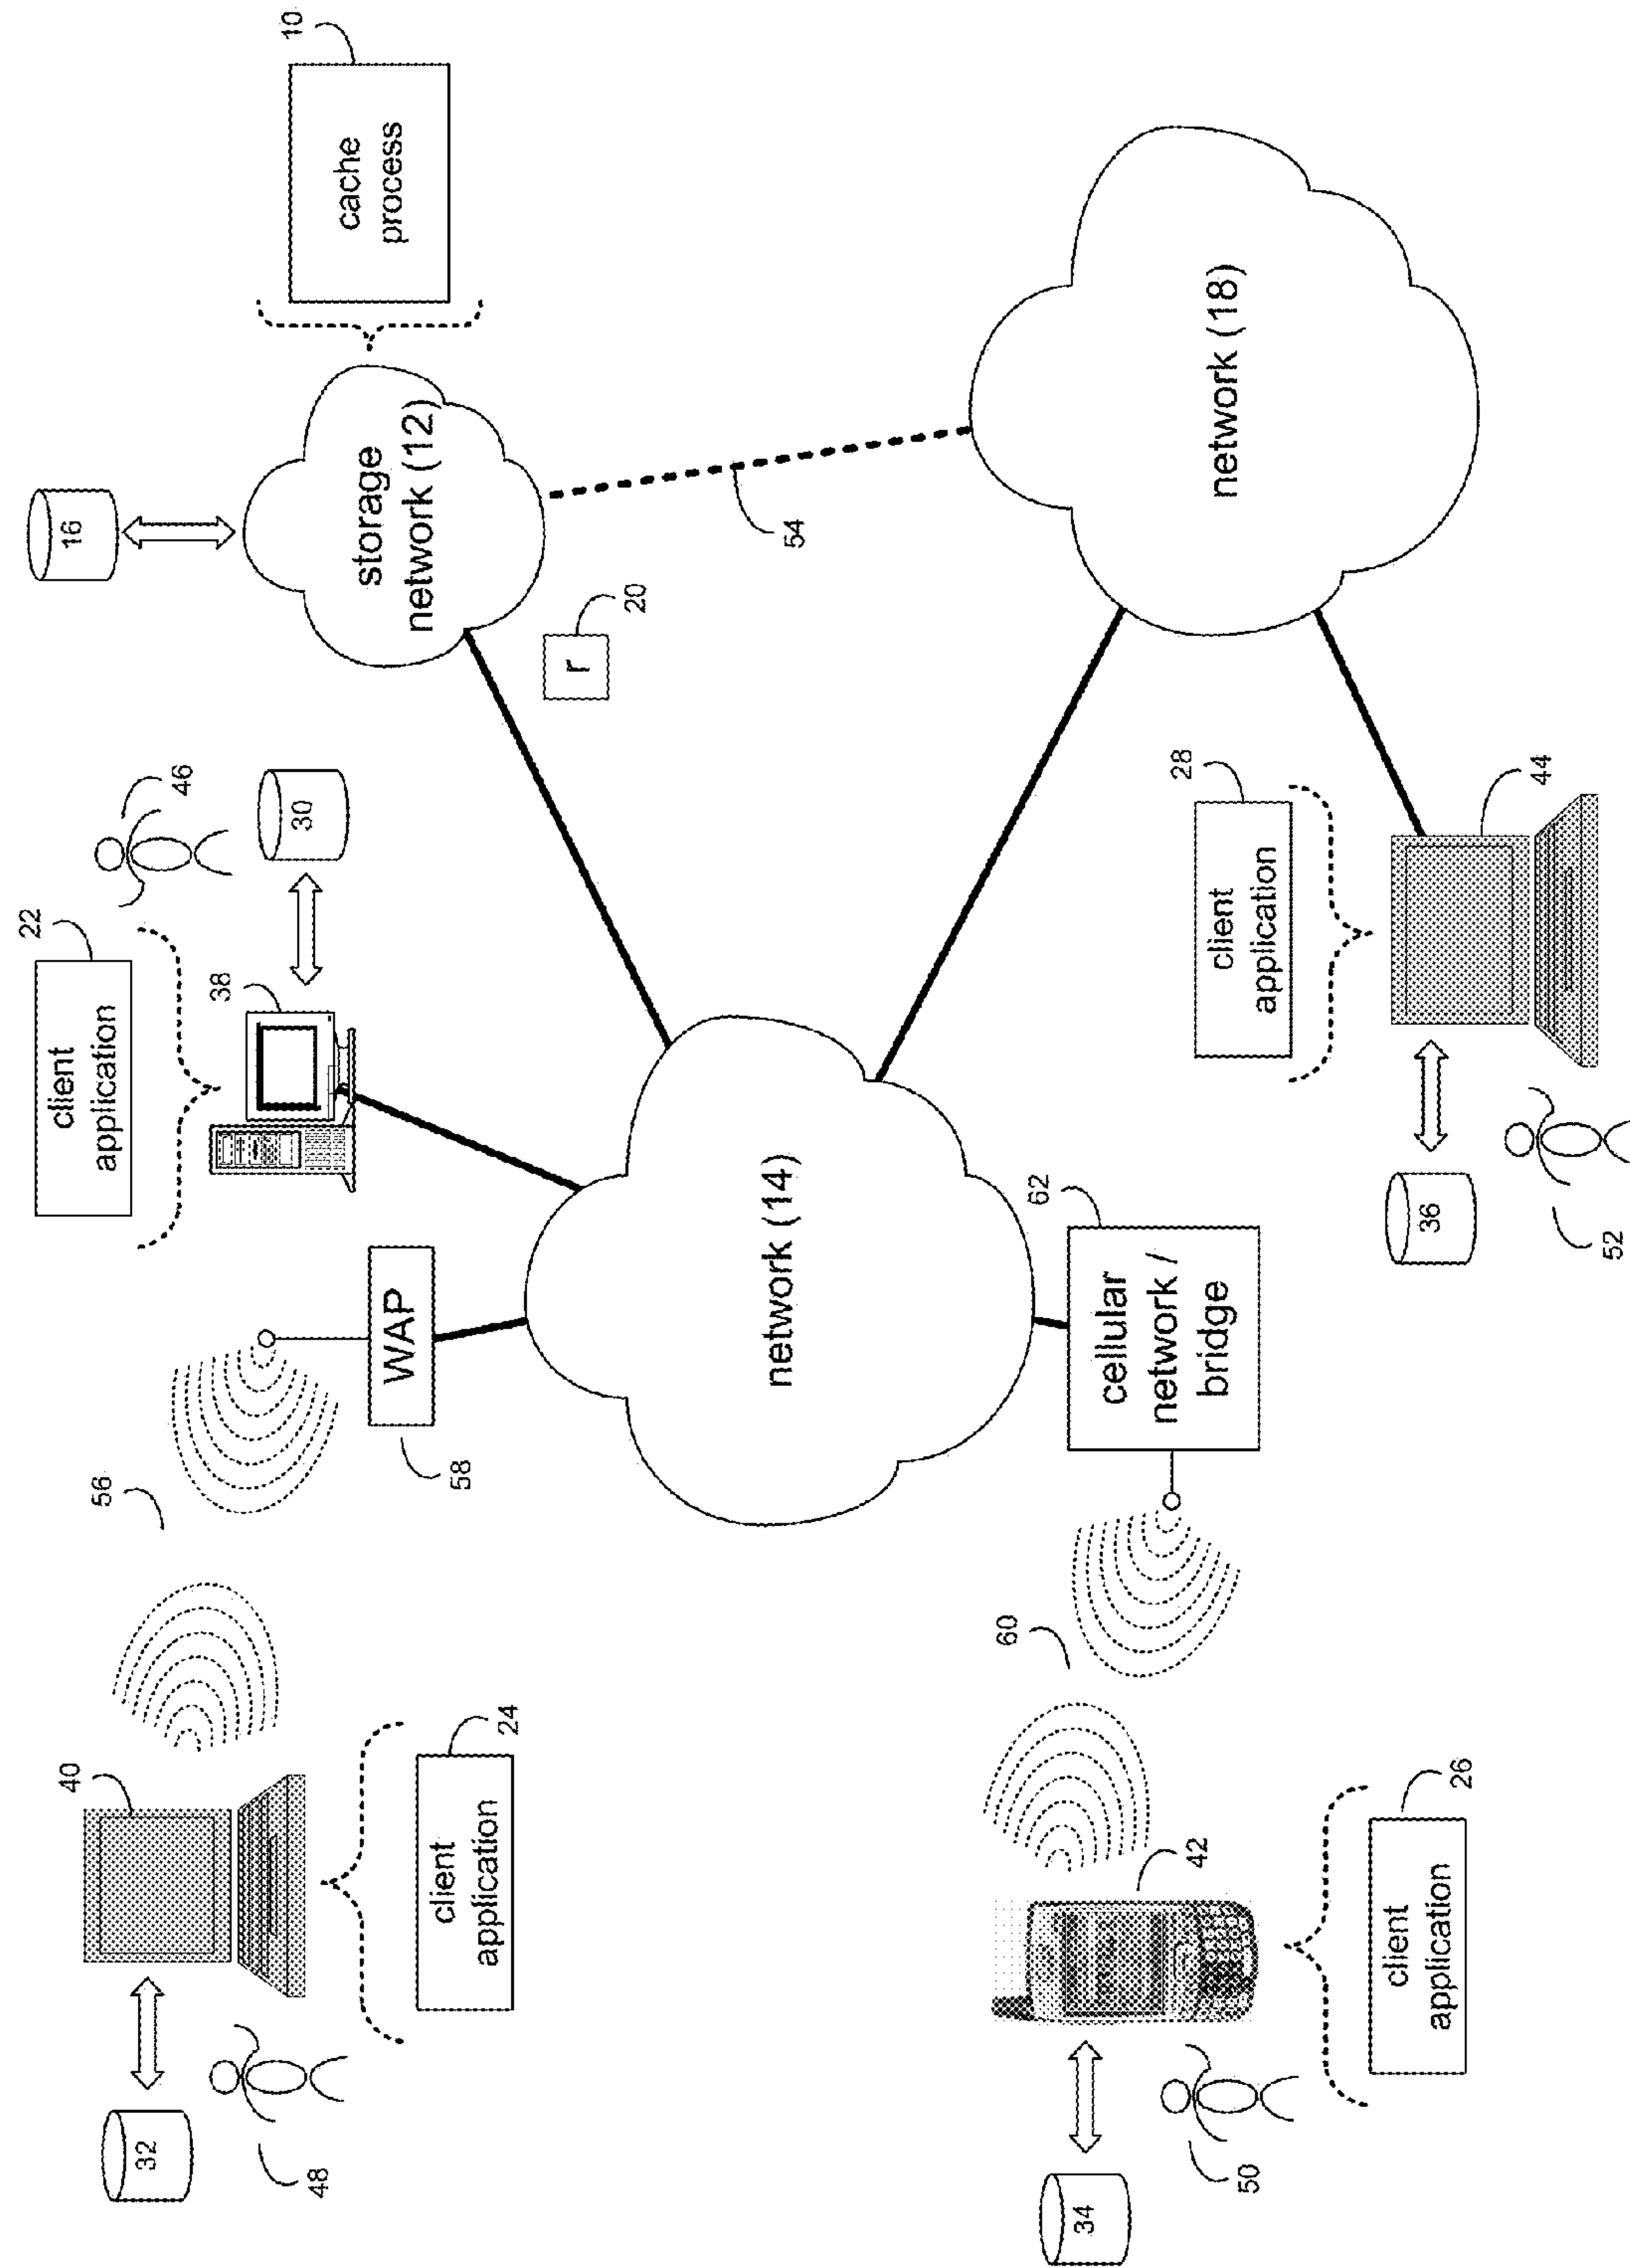 40
32
48
client
application
24
56
58
WAP
22
client
application
38
46
30
16
storage
network (12)
10
cache
process
20
r
54
network (14)
network (18)
34
50
42
60
26
client
application
62
cellular
network /
bridge
28
client
application
44
36
52